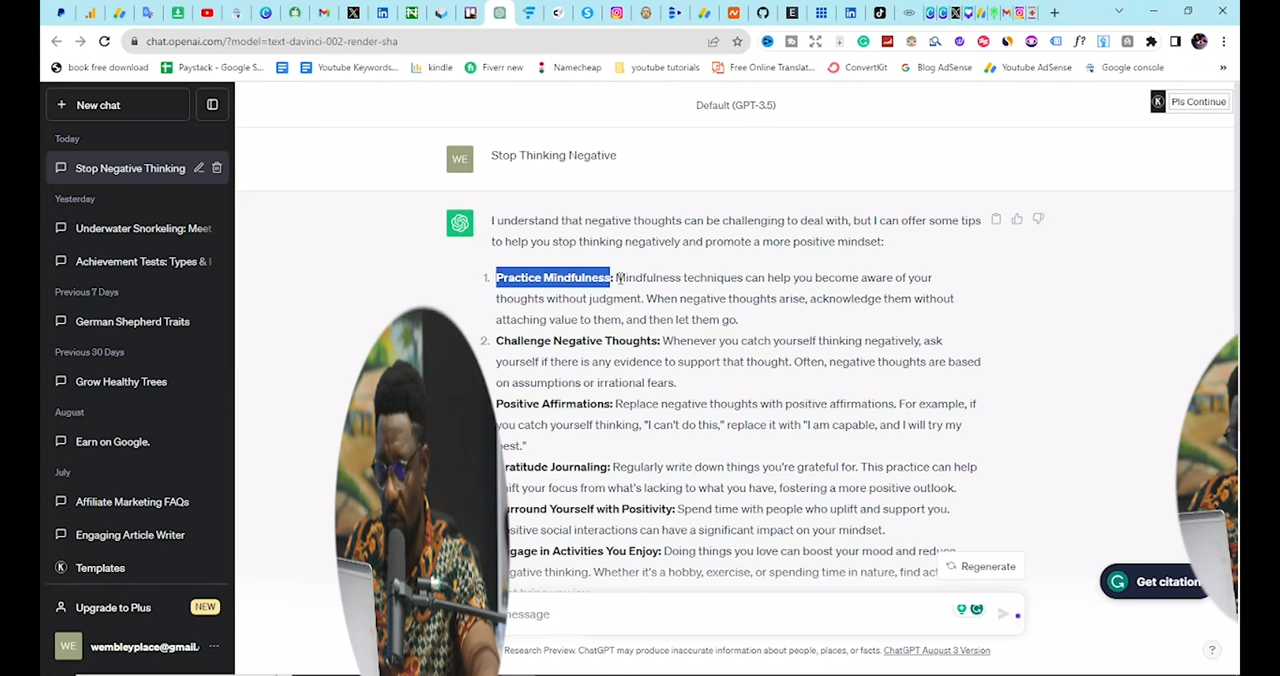 chat.openai.com/?model=text-davinci-002-render-sha
book free download
Paystack - Google S...
Youtube Keywords...
kindle
Fiverr new
Namecheap
youtube tutorials
Free Online Translat...
ConvertKit
Blog AdSense
Youtube AdSense
Google console
New chat
Default (GPT-3.5)
Pls Continue
Today
Stop Negative Thinking
Yesterday
Underwater Snorkeling: Meet
Achievement Tests: Types &
Previous 7 Days
German Shepherd Traits
Previous 30 Days
Grow Healthy Trees
August
Earn on Google.
July
Affiliate Marketing FAQs
Engaging Article Writer
Templates
Upgrade to Plus
NEW
WE
wembleyplace@gmail.
WE
Stop Thinking Negative
I understand that negative thoughts can be challenging to deal with, but I can offer some tips
to help you stop thinking negatively and promote a more positive mindset:
1. Practice Mindfulness: Mindfulness techniques can help you become aware of your
thoughts without judgment. When negative thoughts arise, acknowledge them without
attaching value to them, and then let them go.
2. Challenge Negative Thoughts: Whenever you catch yourself thinking negatively, ask
yourself if there is any evidence to support that thought. Often, negative thoughts are based
on assumptions or irrational fears.
Positive Affirmations: Replace negative thoughts with positive affirmations. For example, if
you catch yourself thinking, "I can't do this," replace it with "I am capable, and I will try my
best."
ratitude Journaling: Regularly write down things you're grateful for. This practice can help
hift your focus from what's lacking to what you have, fostering a more positive outlook.
urround Yourself with Positivity: Spend time with people who uplift and support you.
ositive social interactions can have a significant impact on your mindset.
ngage in Activities You Enjoy: Doing things you love can boost your mood and reduce
egative thinking. Whether it's a hobby, exercise, or spending time in nature, find act
Regenerate
Get citation
message
Research Preview. ChatGPT may produce inaccurate information about people, places, or facts. ChatGPT August 3 Version
?